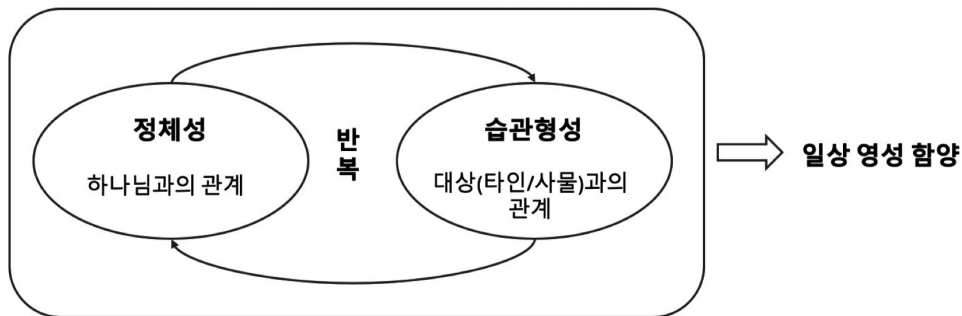 정체성
하나님과의 관계
반
복
습관형성
대상(타인/사물)과의
관계
일상 영성 함양